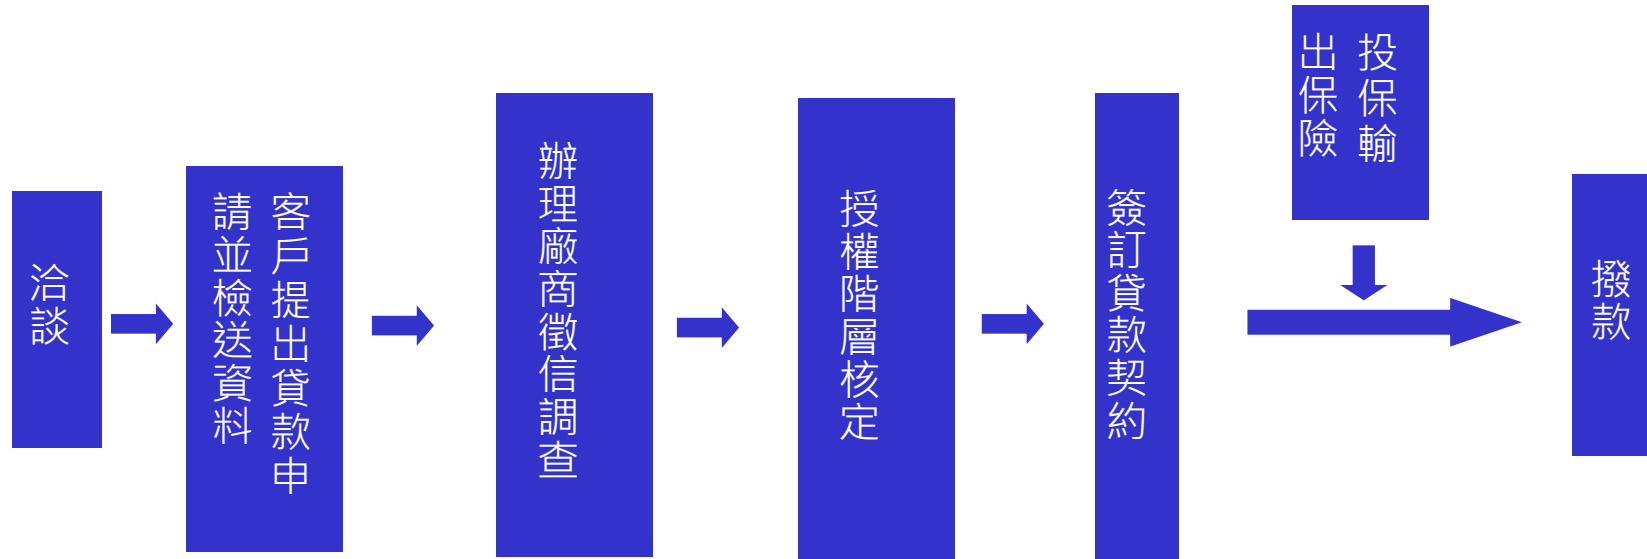 洽談
客戶提出貸款申
請並檢送資料
辦理廠商徵信調查
授權階層核定
簽訂貸款契約
投保輸
出保險
撥款